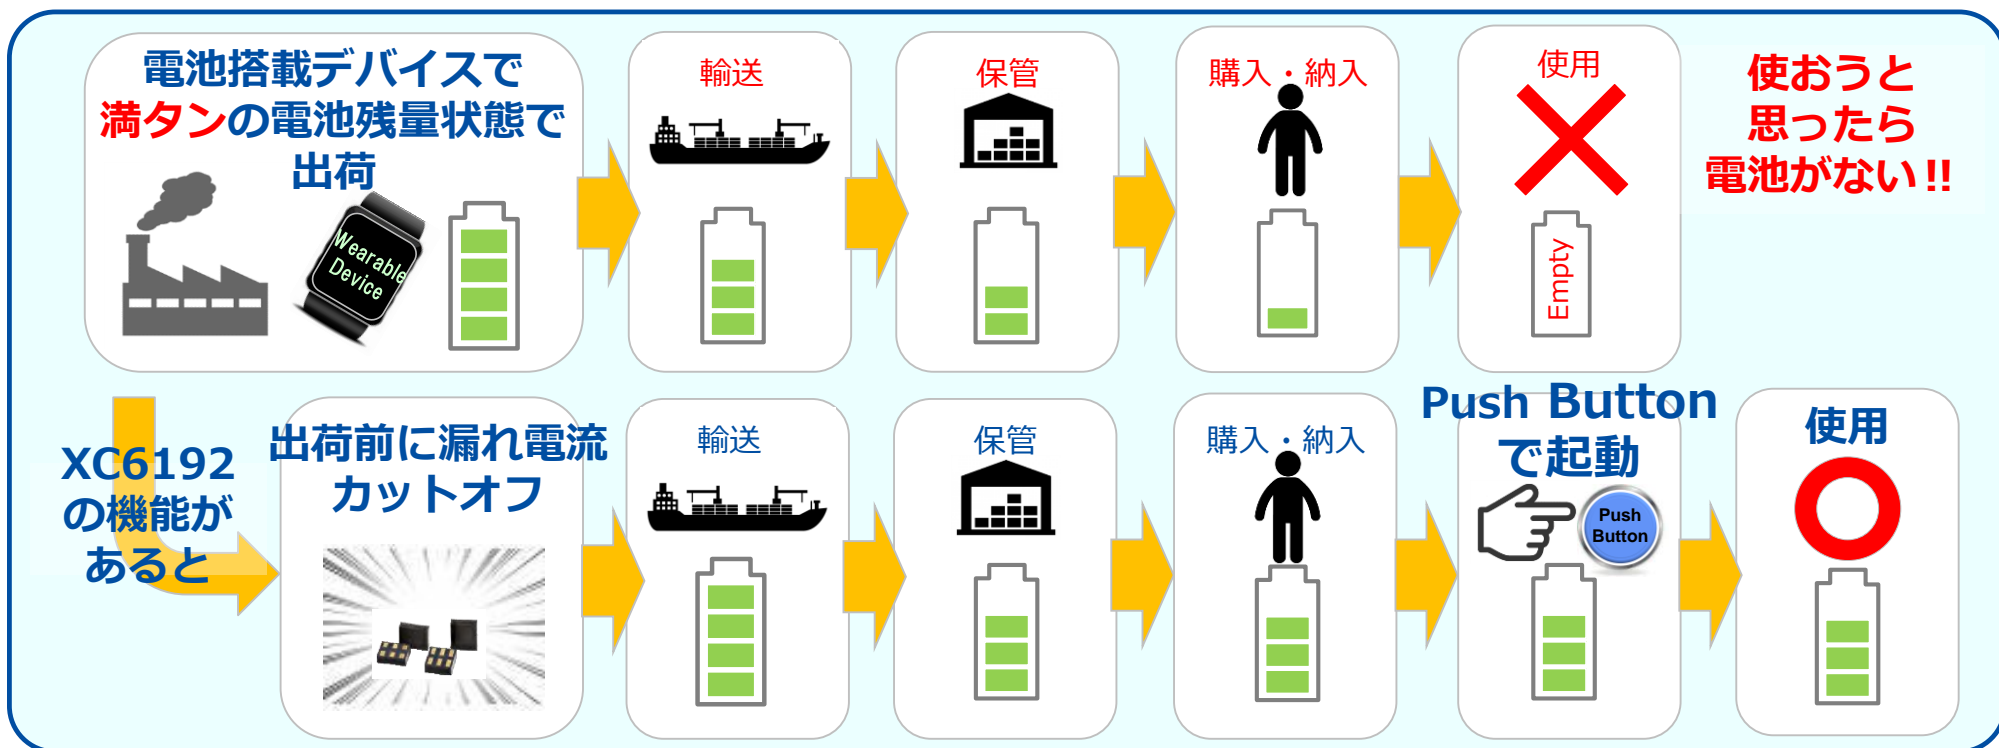 電池搭載デバイスで
満タンの電池残量状態で
出荷
Wearable
Device
輸送
保管
購入・納入
使用
Empty
使おうと
思ったら
電池がない!!
XC6192
の機能が
あると
出荷前に漏れ電流
カットオフ
輸送
保管
購入・納入
Push Button
で起動
Push
Button
使用